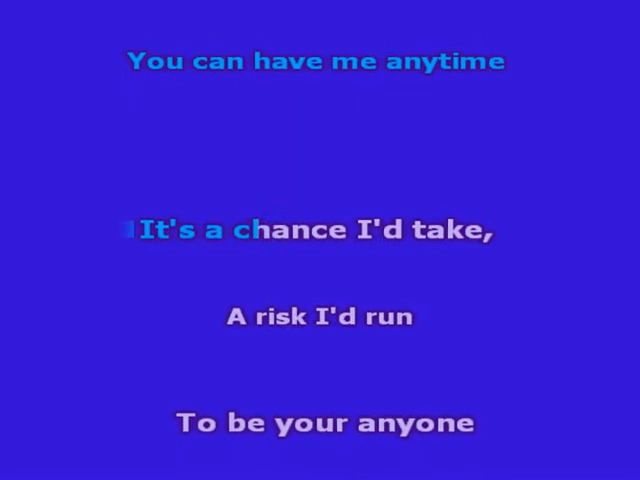 You can have me anytime
It's a chance I'd take,
A risk I'd run
To be your anyone